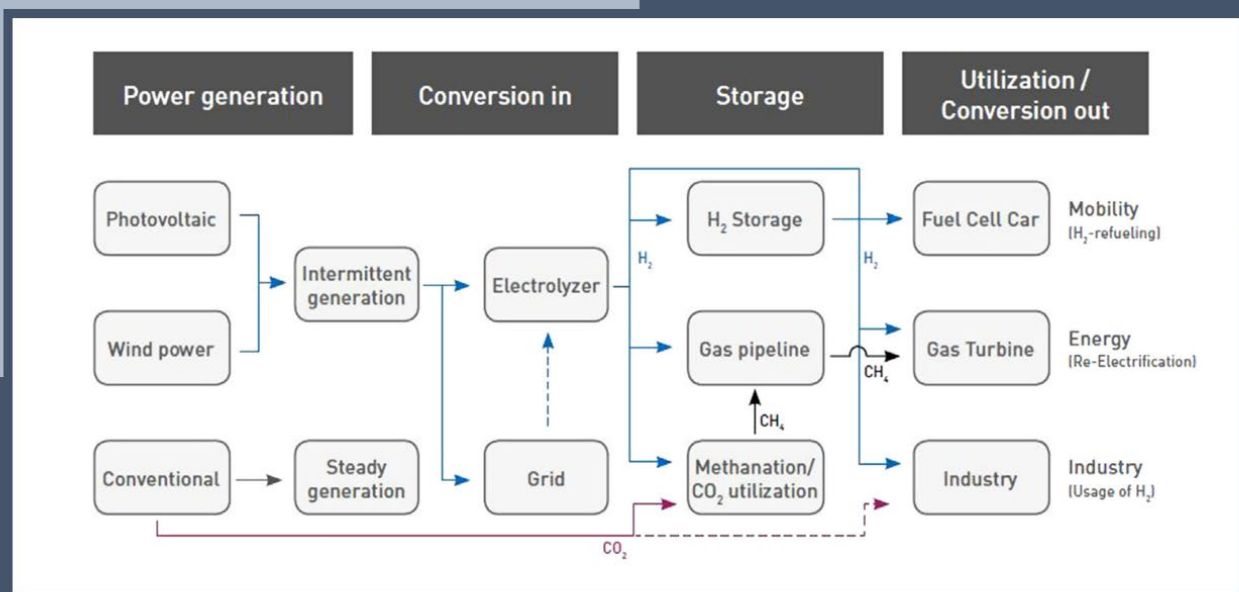 Power generation
Conversion in
Storage
Utilization /
Conversion out
Photovoltaic
Wind power
Conventional
Intermittent
generation
Steady
generation
Electrolyzer
Grid
H₂
H₂ Storage
Gas pipeline
CH₄
Methanation/
CO₂ utilization
CO₂
H₂
CH₄
Fuel Cell Car
Gas Turbine
Industry
Mobility
(H₂-refueling)
Energy
(Re-Electrification)
Industry
(Usage of H₂)